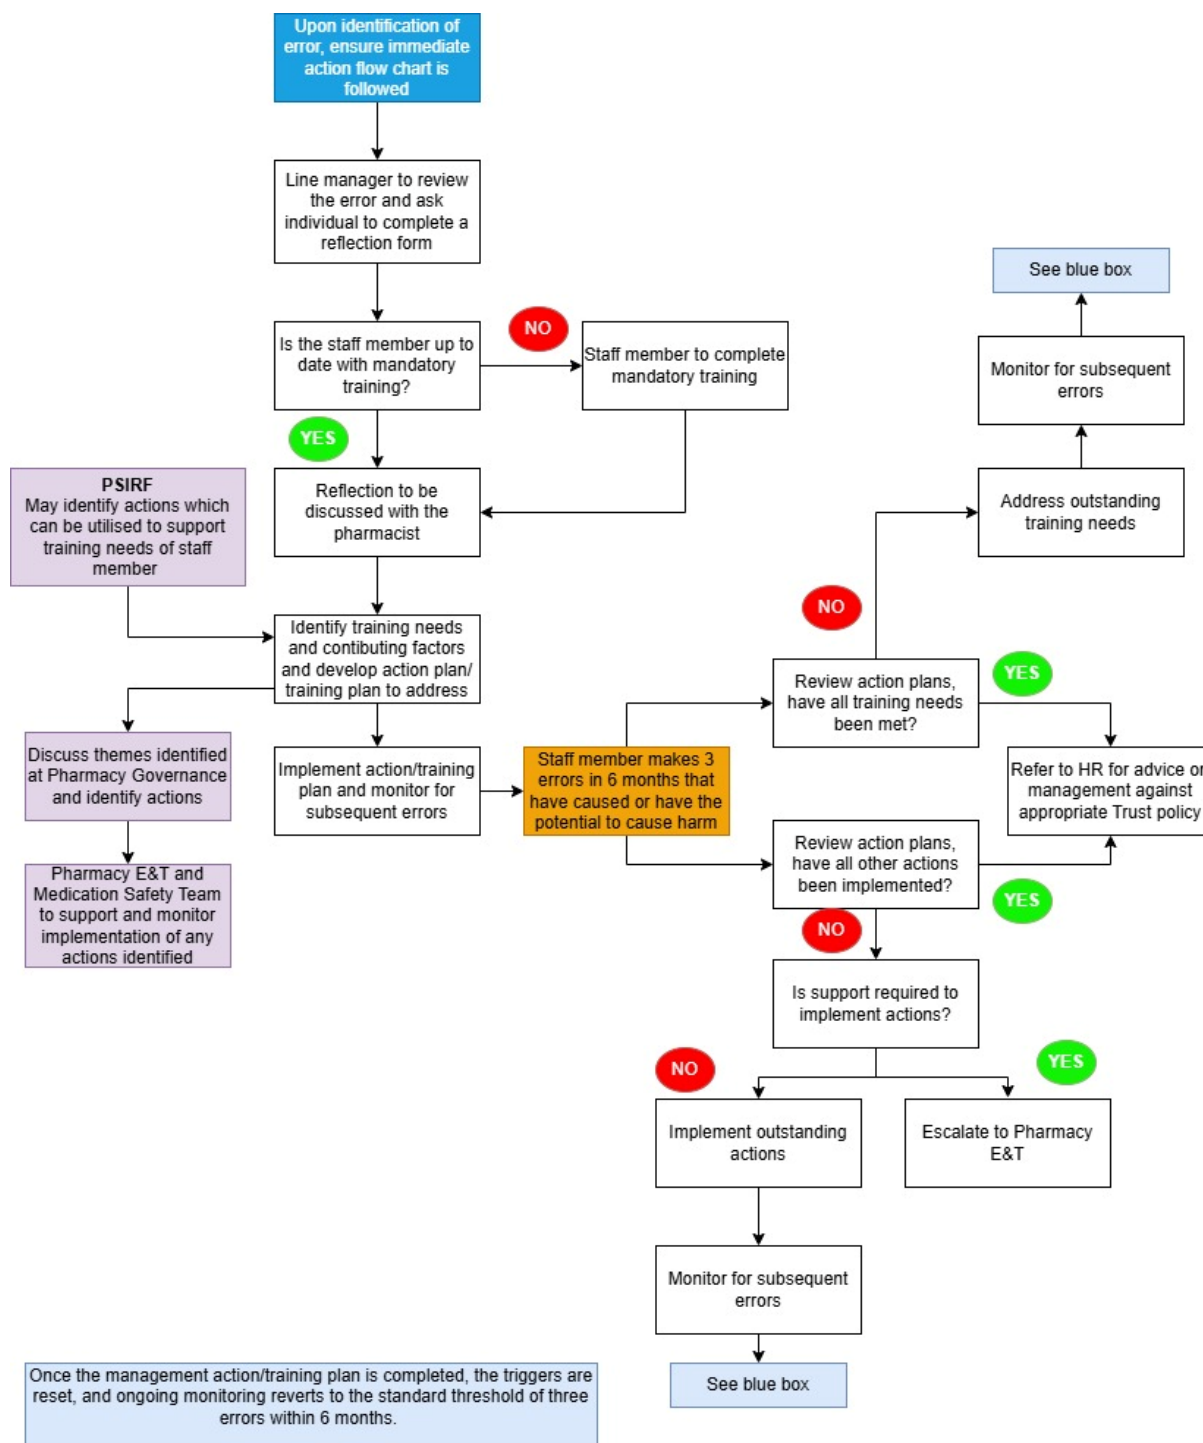 Upon identification of
error, ensure immediate
action flow chart is
followed
Line manager to review
the error and ask
individual to complete a
reflection form
See blue box
Is the staff member up to
date with mandatory
training?
NO
Staff member to complete
mandatory training
Monitor for subsequent
errors
YES
PSIRF
May identify actions which
can be utilised to support
training needs of staff
member
Reflection to be
discussed with the
pharmacist
Address outstanding
training needs
NO
Identify training needs
and contibuting factors
and develop action plan/
training plan to address
Review action plans,
have all training needs
been met?
YES
Discuss themes identified
at Pharmacy Governance
and identify actions
Implement action/training
plan and monitor for
subsequent errors
Staff member makes 3
errors in 6 months that
have caused or have the
potential to cause harm
Refer to HR for advice or
management against
appropriate Trust policy
Review action plans,
have all other actions
been implemented?
YES
NO
Pharmacy E&T and
Medication Safety Team
to support and monitor
implementation of any
actions identified
Is support required to
implement actions?
NO
YES
Implement outstanding
actions
Escalate to Pharmacy
E&T
Monitor for subsequent
errors
See blue box
Once the management action/training plan is completed, the triggers are
reset, and ongoing monitoring reverts to the standard threshold of three
errors within 6 months.